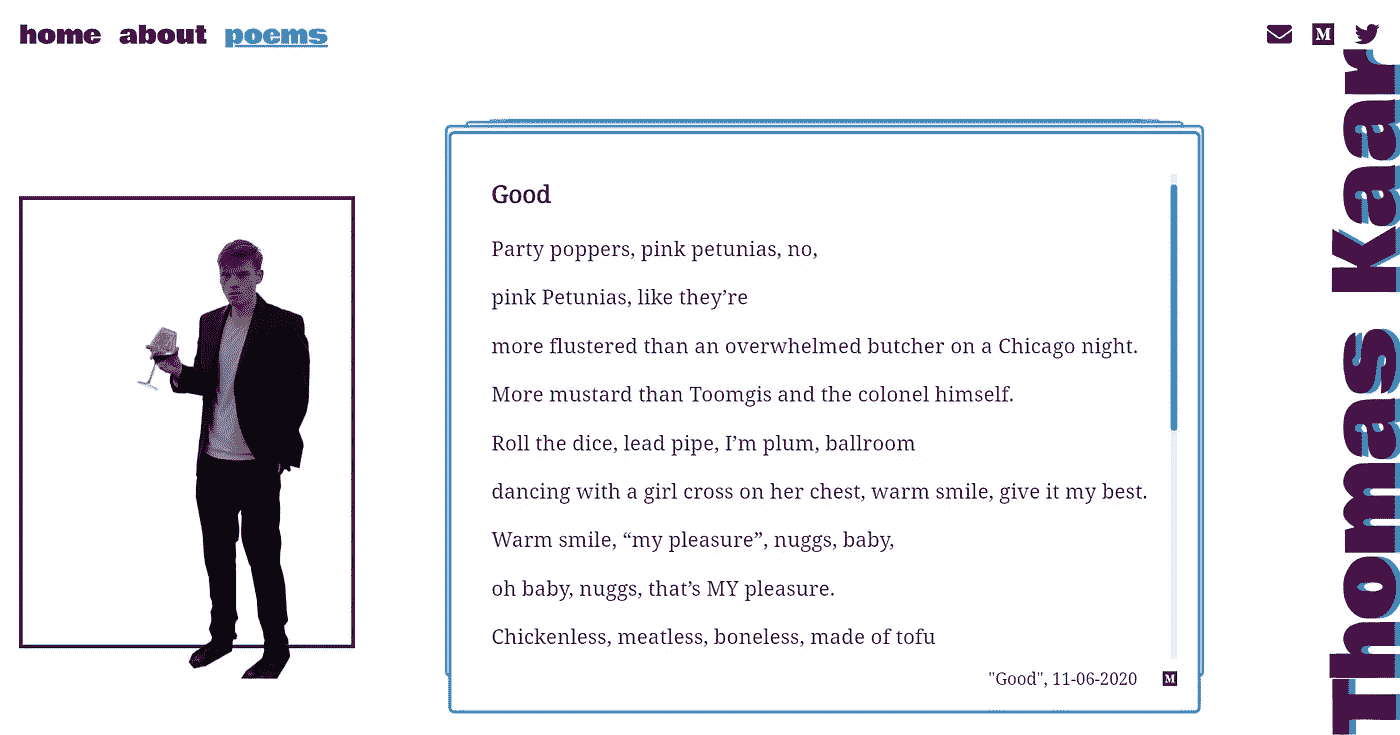 home about poems
M
Thomas Kaar
Good
Party poppers, pink petunias, no,
pink Petunias, like they’re
more flustered than an overwhelmed butcher on a Chicago night.
More mustard than Toomgis and the colonel himself.
Roll the dice, lead pipe, I’m plum, ballroom
dancing with a girl cross on her chest, warm smile, give it my best.
Warm smile, “my pleasure”, nuggs, baby,
oh baby, nuggs, that’s MY pleasure.
Chickenless, meatless, boneless, made of tofu
"Good", 11-06-2020 M